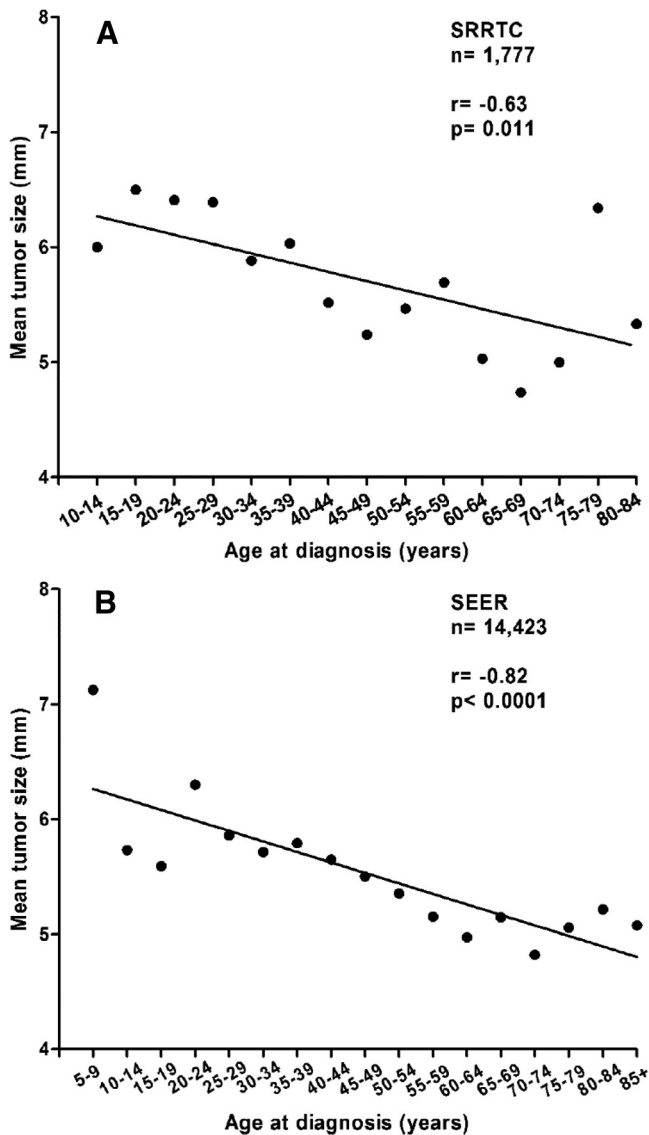 A
SRRTC
n= 1,777
r= -0.63
p= 0.011
8
7
6
5
4
Mean tumor size (mm)
10-14 15-19 20-24 25-29 30-34 35-39 40-44 45-49 50-54 55-59 60-64 65-69 70-74 75-79 80-84
Age at diagnosis (years)
B
SEER
n= 14,423
r= -0.82
p< 0.0001
8
7
6
5
4
Mean tumor size (mm)
5-9 10-14 15-19 20-24 25-29 30-34 35-39 40-44 45-49 50-54 55-59 60-64 65-69 70-74 75-79 80-84 85+
Age at diagnosis (years)